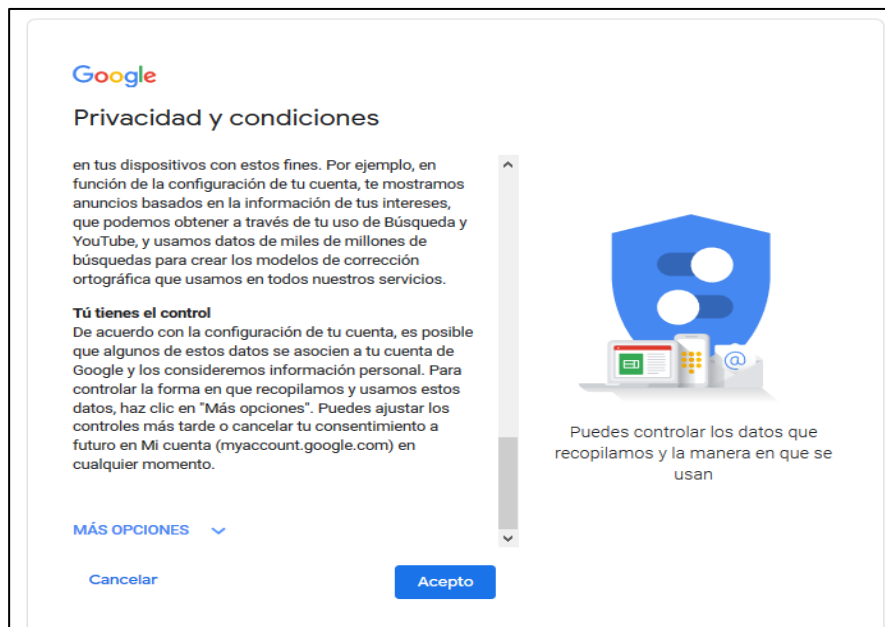 Google
Privacidad y condiciones
en tus dispositivos con estos fines. Por ejemplo, en
función de la configuración de tu cuenta, te mostramos
anuncios basados en la información de tus intereses,
que podemos obtener a través de tu uso de Búsqueda y
YouTube, y usamos datos de miles de millones de
búsquedas para crear los modelos de corrección
ortográfica que usamos en todos nuestros servicios.
Tú tienes el control
De acuerdo con la configuración de tu cuenta, es posible
que algunos de estos datos se asocien a tu cuenta de
Google y los consideremos información personal. Para
controlar la forma en que recopilamos y usamos estos
datos, haz clic en "Más opciones". Puedes ajustar los
controles más tarde o cancelar tu consentimiento a
futuro en Mi cuenta (myaccount.google.com) en
cualquier momento.
MÁS OPCIONES
Cancelar
Acepto
@
Puedes controlar los datos que
recopilamos y la manera en que se
usan